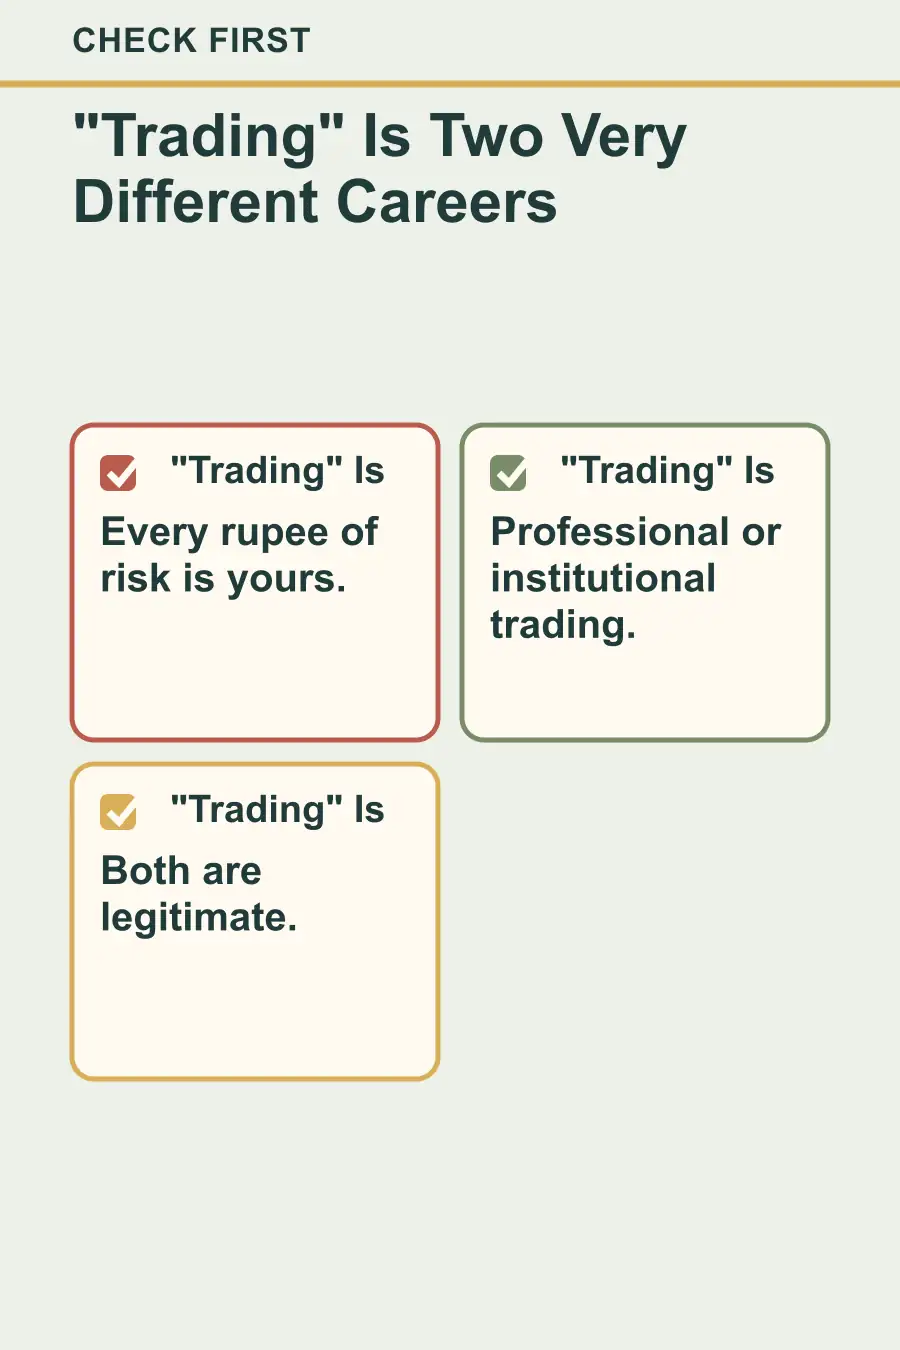 CHECK FIRST
"Trading" Is Two Very
Different Careers
"Trading" Is
Every rupee of
risk is yours.
"Trading" Is
Professional or
institutional
trading.
"Trading" Is
Both are
legitimate.